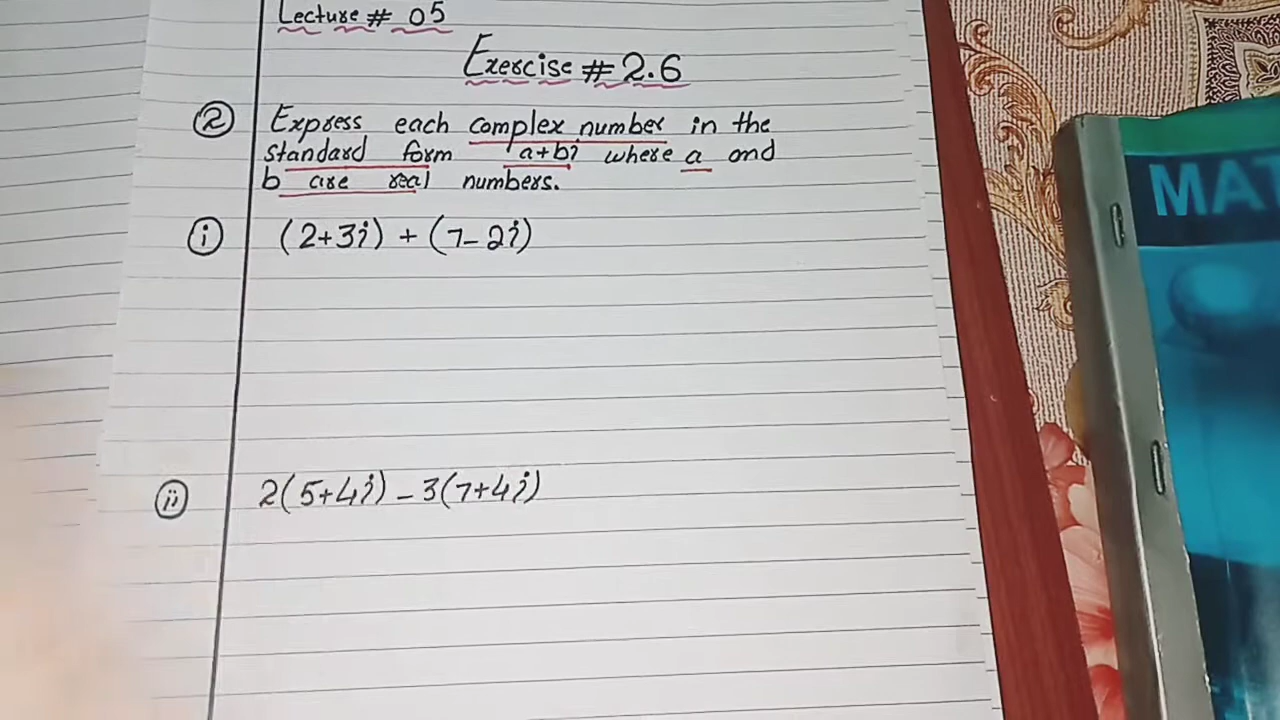 Lecture # 05
Exercise # 2.6
② Express each complex number in the
standard form a+bi where a and
b are real numbers.
ⓘ (2+3i) + (7-2i)
ⓘⓘ 2(5+4i) - 3(7+4i)
MAT